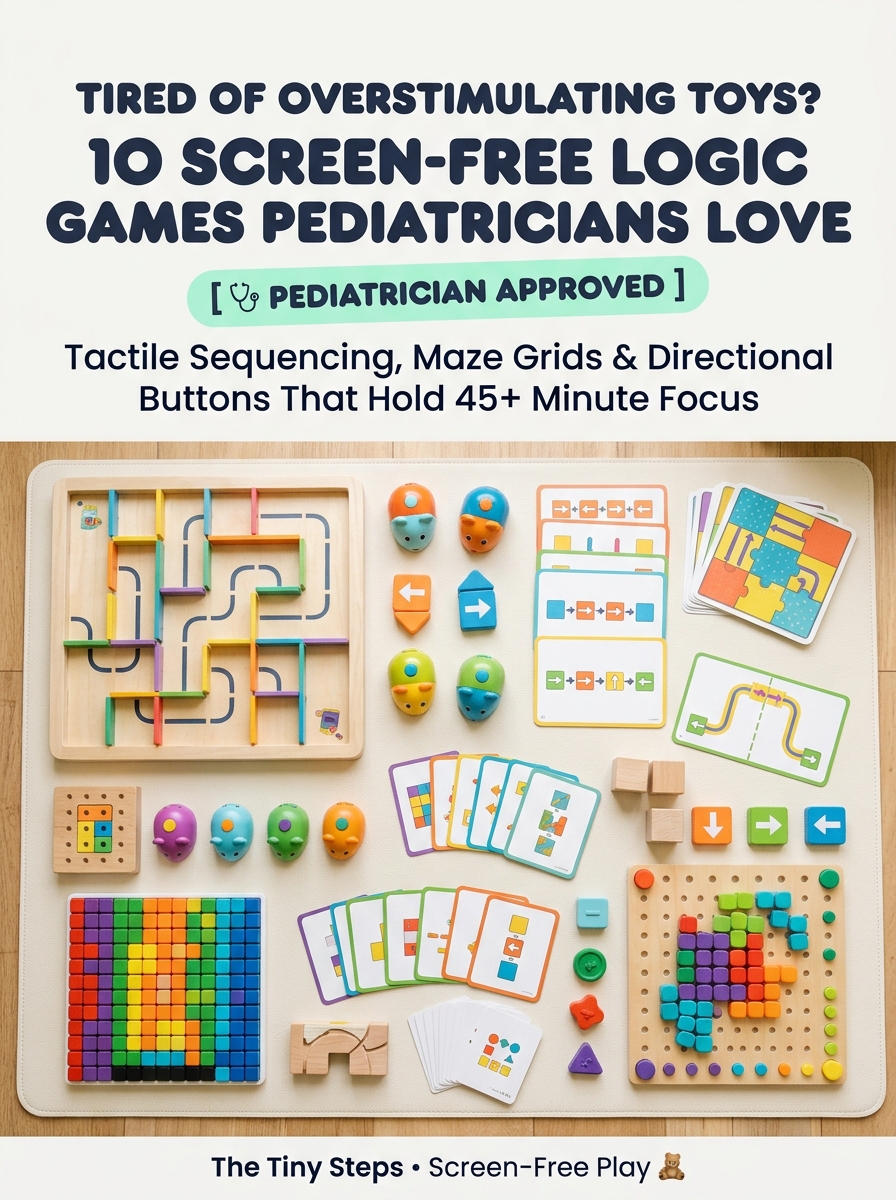 TIRED OF OVERSTIMULATING TOYS?
10 SCREEN-FREE LOGIC
GAMES PEDIATRICIANS LOVE
[ PEDIATRICIAN APPROVED ]
Tactile Sequencing, Maze Grids & Directional
Buttons That Hold 45+ Minute Focus
The Tiny Steps • Screen-Free Play 🧸